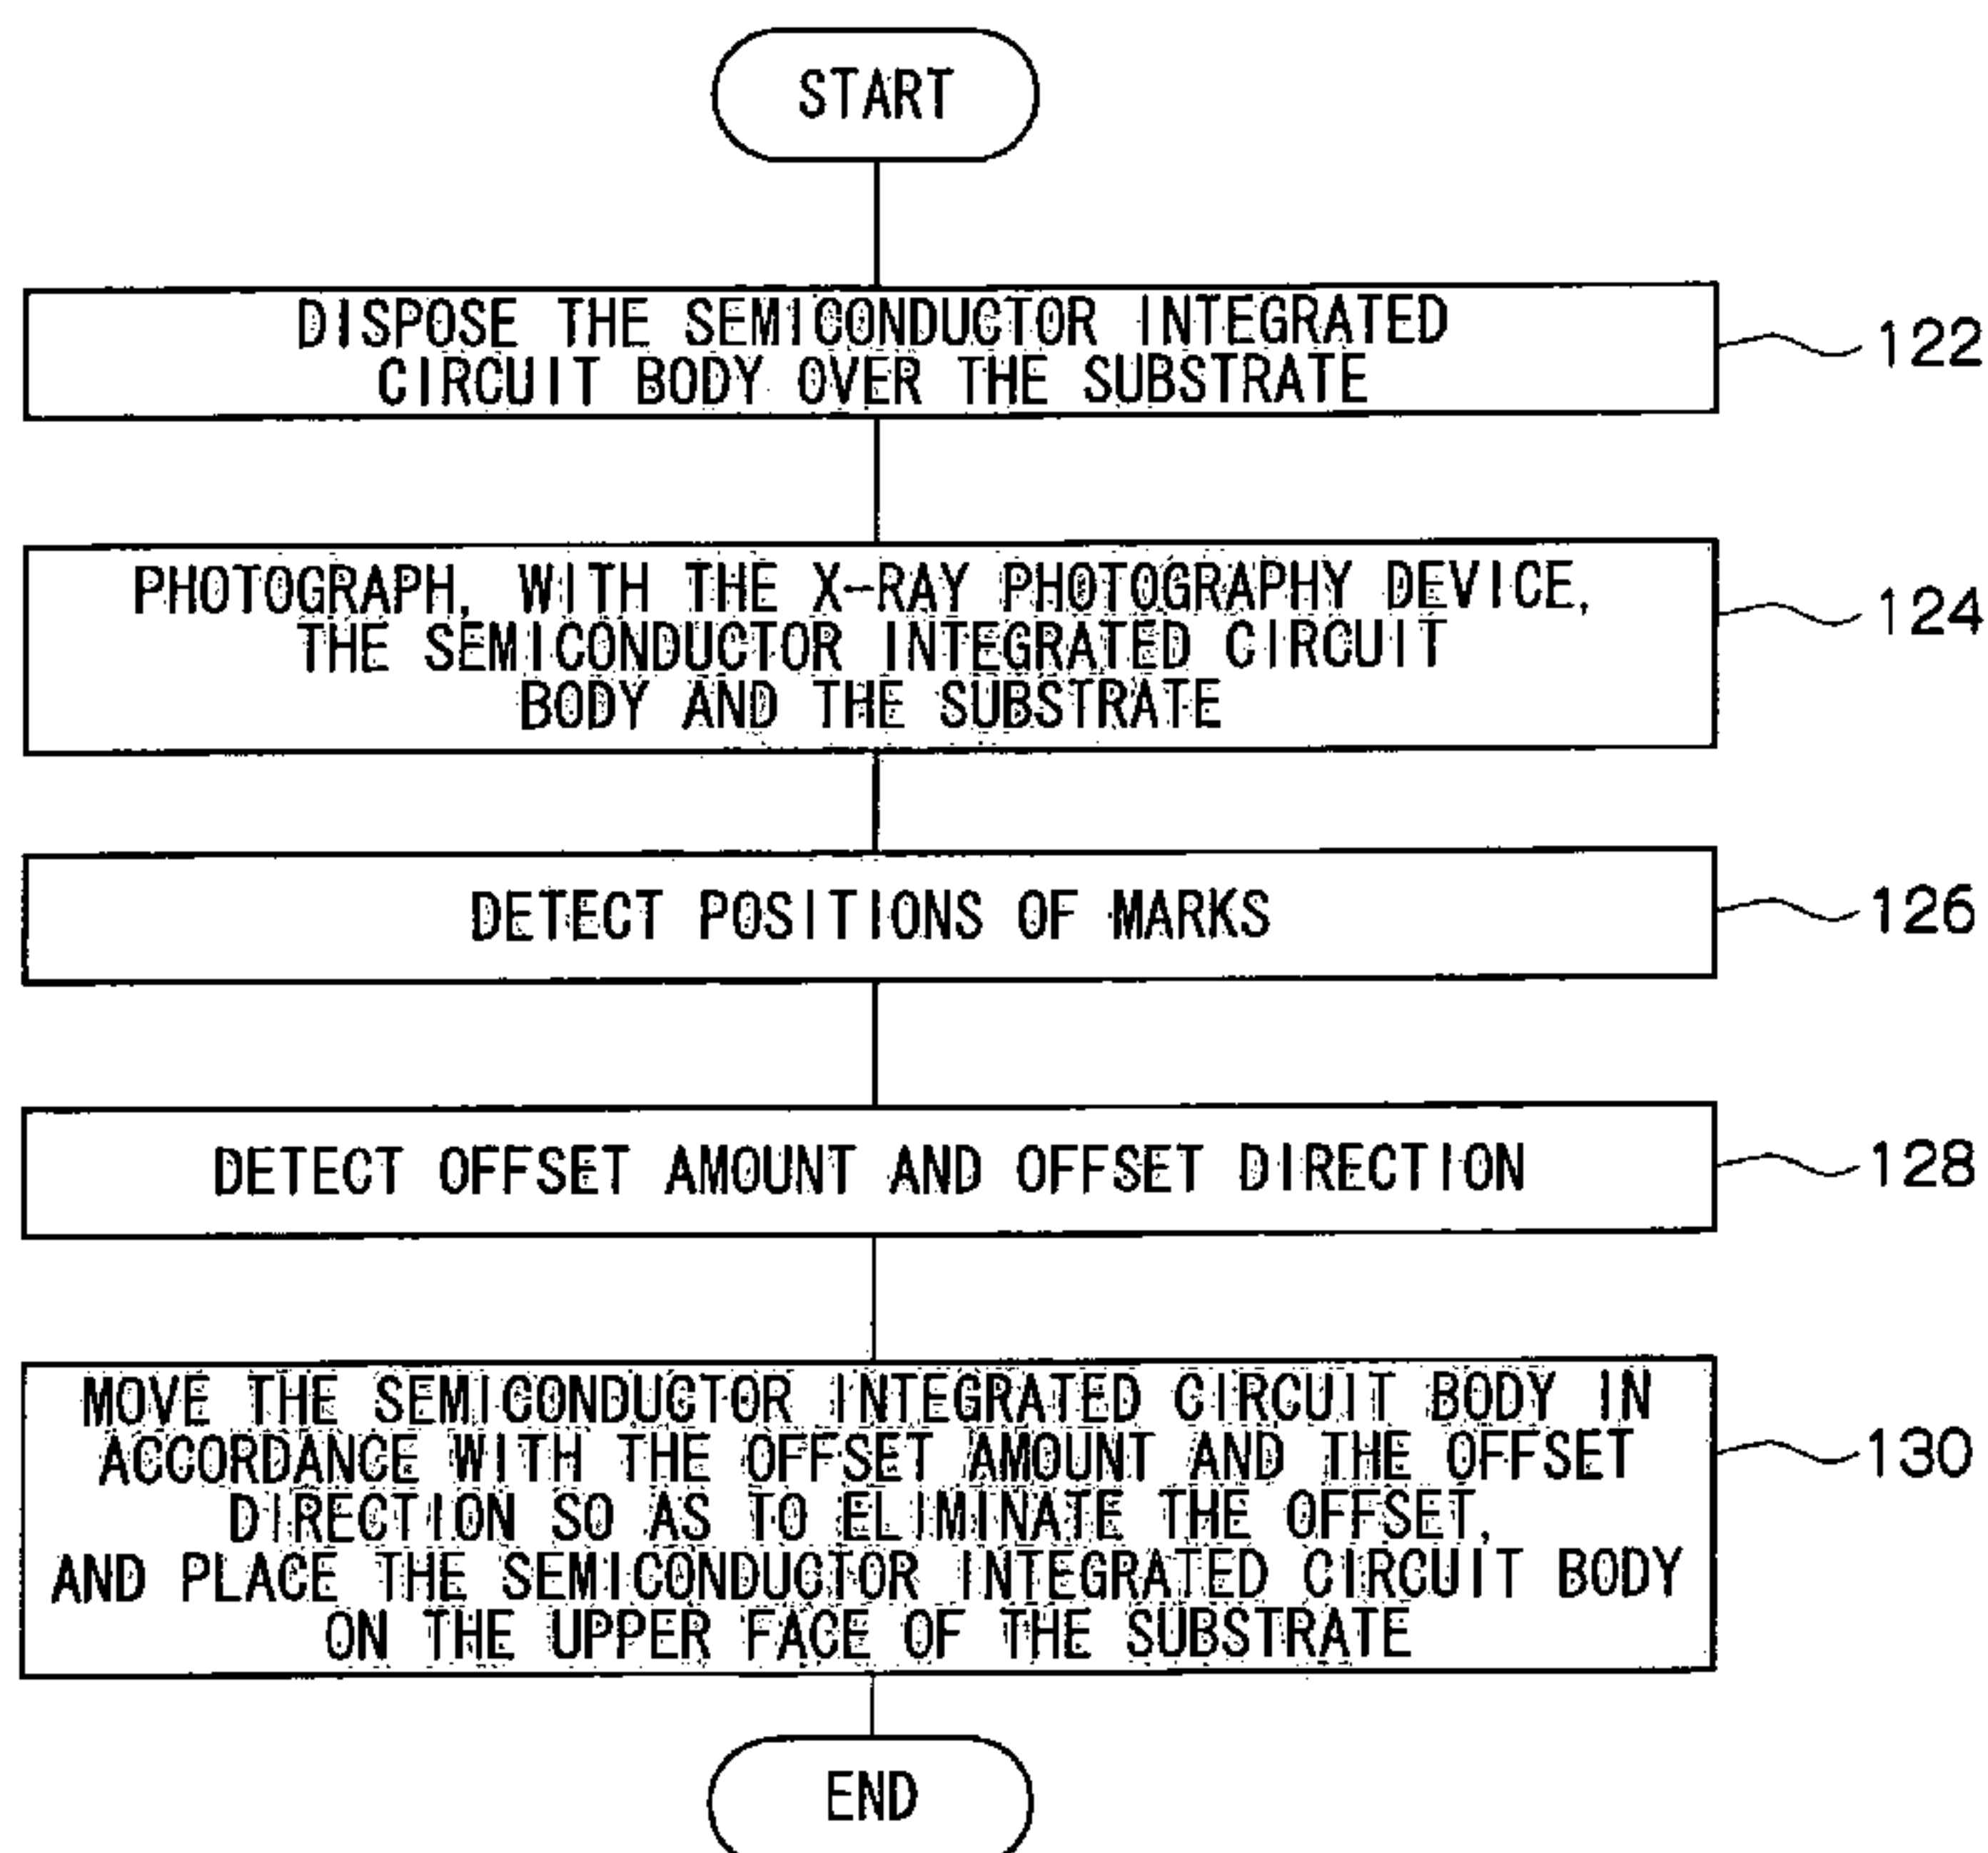 START
DISPOSE THE SEMICONDUCTOR INTEGRATED
CIRCUIT BODY OVER THE SUBSTRATE
122
PHOTOGRAPH, WITH THE X-RAY PHOTOGRAPHY DEVICE,
THE SEMICONDUCTOR INTEGRATED CIRCUIT
BODY AND THE SUBSTRATE
124
DETECT POSITIONS OF MARKS
126
DETECT OFFSET AMOUNT AND OFFSET DIRECTION
128
MOVE THE SEMICONDUCTOR INTEGRATED CIRCUIT BODY IN
ACCORDANCE WITH THE OFFSET AMOUNT AND THE OFFSET
DIRECTION SO AS TO ELIMINATE THE OFFSET,
AND PLACE THE SEMICONDUCTOR INTEGRATED CIRCUIT BODY
ON THE UPPER FACE OF THE SUBSTRATE
130
END